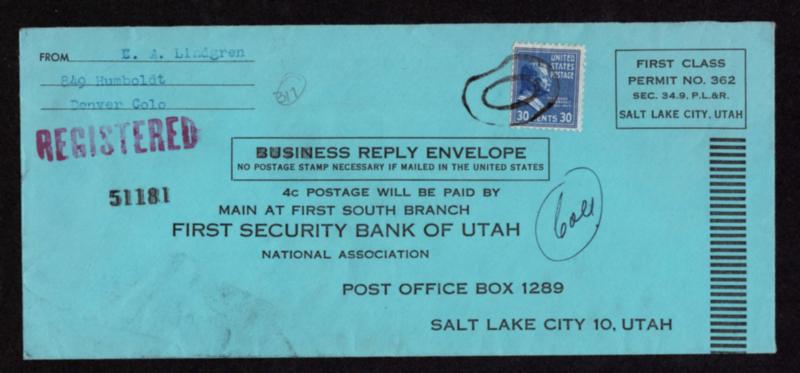 FROM E. A. Lindgren
849 Humboldt
Denver Colo
317
REGISTERED
51181
UNITED
STATES
POSTAGE
30 CENTS 30
FIRST CLASS
PERMIT NO. 362
SEC. 34.9, P.L.&R.
SALT LAKE CITY, UTAH
BUSINESS REPLY ENVELOPE
NO POSTAGE STAMP NECESSARY IF MAILED IN THE UNITED STATES
4c POSTAGE WILL BE PAID BY
MAIN AT FIRST SOUTH BRANCH
FIRST SECURITY BANK OF UTAH
NATIONAL ASSOCIATION
POST OFFICE BOX 1289
SALT LAKE CITY 10, UTAH